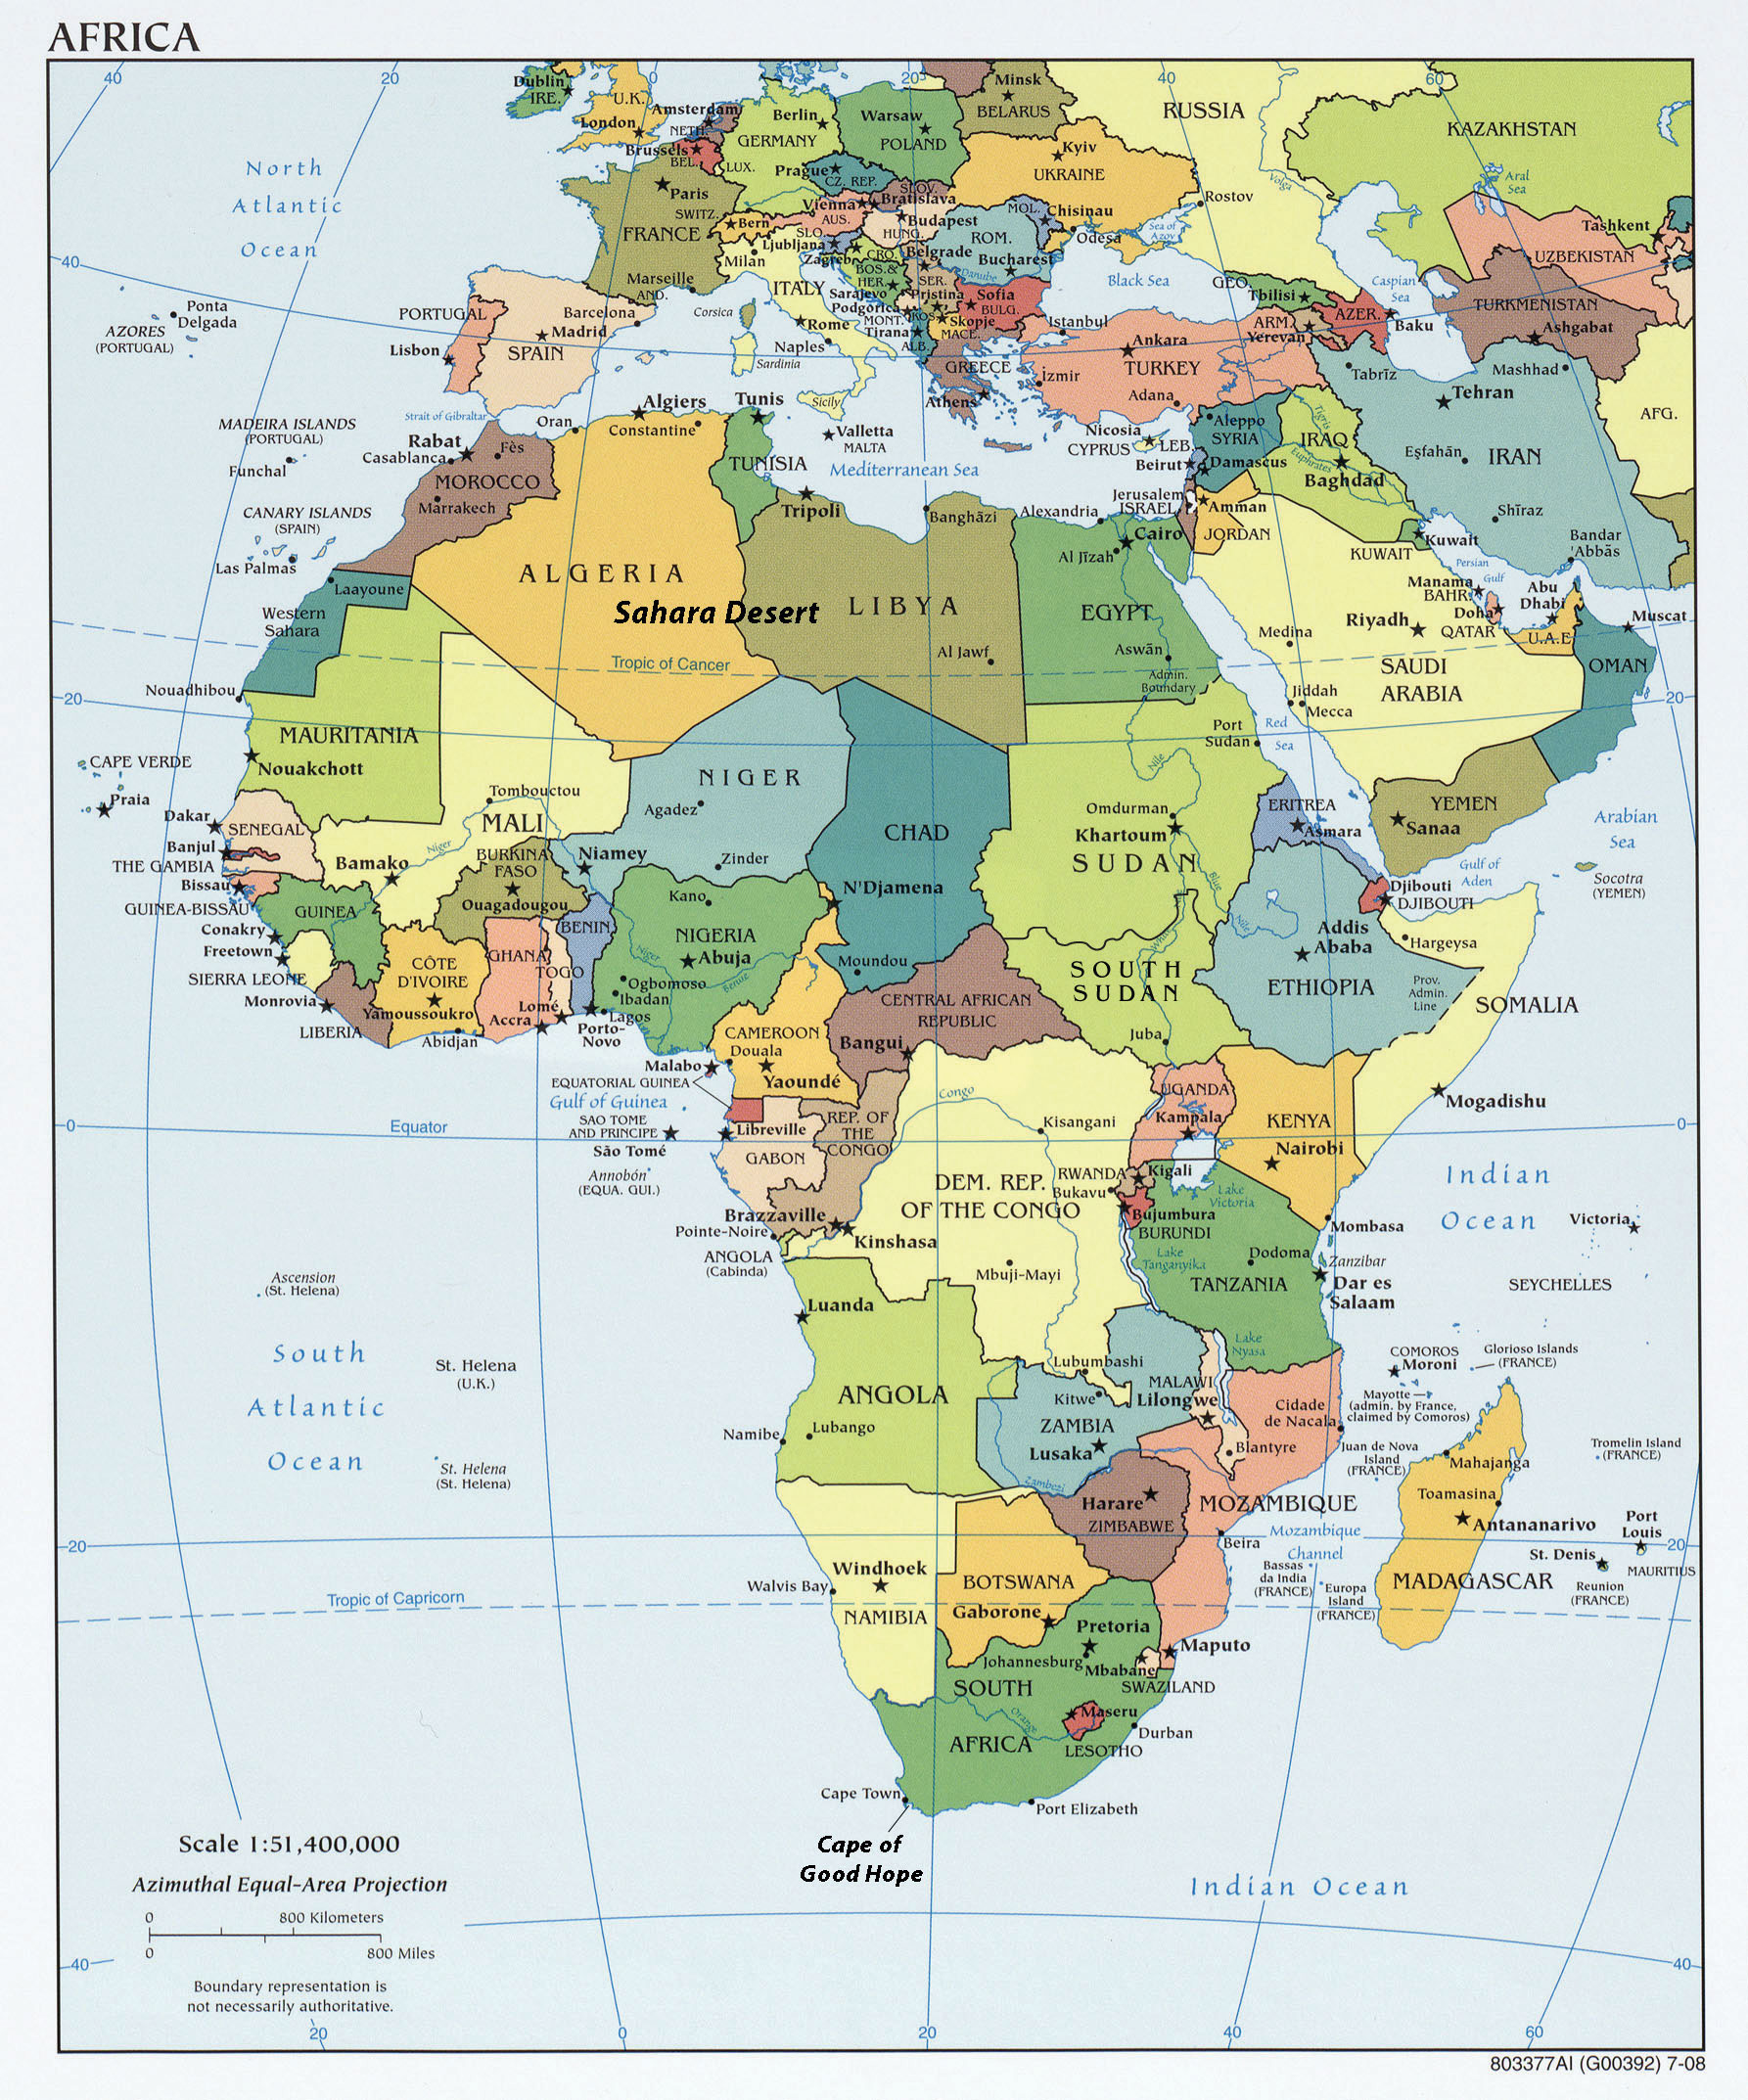 AFRICA
40
20
0
20
40
60
Dublin
IRE.
U.K.
London
Amsterdam
NETH.
Brussels
BEL.
LUX.
Berlin
GERMANY
Warsaw
POLAND
Minsk
BELARUS
RUSSIA
KAZAKHSTAN
Kyiv
UKRAINE
Prague
CZ. REP.
SLOV.
Paris
FRANCE
SWITZ.
Bern
Vienna
AUS.
Bratislava
Budapest
HUNG.
MOL.
Chisinau
Odesa
Rostov
Volga
Aral
Sea
Sea of
Azov
North
Atlantic
Ocean
Milan
SLO.
Ljubljana
Zagreb
CRO.
Belgrade
ROM.
Bucharest
Danube
BOS.&
HER.
SER.
Sarajevo
Pristina
Podgorica
MONT.
KOS.
Sofia
BULG.
Skopje
MACE.
Tirana
ALB.
Black Sea
GEO.
Tbilisi
ARM.
Yerevan
AZER.
Baku
Caspian
Sea
Tashkent
UZBEKISTAN
TURKMENISTAN
Ashgabat
Marseille
AND.
Barcelona
Corsica
ITALY
Rome
Naples
Sardinia
Sicily
PORTUGAL
Lisbon
Madrid
SPAIN
GREECE
Athens
Istanbul
Ankara
TURKEY
İzmir
Adana
Tabrīz
Tehran
Mashhad
AFG.
40
AZORES
(PORTUGAL)
Ponta
Delgada
MADEIRA ISLANDS
(PORTUGAL)
Funchal
CANARY ISLANDS
(SPAIN)
Las Palmas
Strait of Gibraltar
Oran
Algiers
Constantine
Tunis
TUNISIA
Valletta
MALTA
Mediterranean Sea
Nicosia
CYPRUS
LEB.
Beirut
Aleppo
SYRIA
Damascus
Tigris
IRAQ
Euphrates
Baghdad
Eşfahān
IRAN
Shīraz
Rabat
Casablanca
Fès
MOROCCO
Marrakech
Tripoli
Banghāzi
Alexandria
Jerusalem
ISRAEL
Amman
JORDAN
Cairo
Al Jīzah
KUWAIT
Kuwait
Bandar
'Abbās
Persian
Gulf
Manama
BAHR.
Doha
QATAR
Abu
Dhabi
U.A.E
Muscat
OMAN
Laayoune
Western
Sahara
ALGERIA
Sahara Desert
LIBYA
Al Jawf
EGYPT
Aswān
Admin.
Boundary
Medina
Riyadh
SAUDI
ARABIA
Jiddah
Mecca
Tropic of Cancer
20
20
Nouadhibou
MAURITANIA
Nouakchott
Red
Sea
Port
Sudan
Nile
CAPE VERDE
Praia
Dakar
SENEGAL
Banjul
THE GAMBIA
Bissau
GUINEA-BISSAU
Tombouctou
MALI
Bamako
Niger
NIGER
Agadez
Zinder
Niamey
CHAD
N'Djamena
Moundou
Omdurman
Khartoum
SUDAN
Blue
ERITREA
Asmara
YEMEN
Sanaa
Arabian
Sea
Gulf of
Aden
Socotra
(YEMEN)
Djibouti
DJIBOUTI
Hargeysa
GUINEA
Conakry
Freetown
SIERRA LEONE
Monrovia
LIBERIA
BURKINA
FASO
Ouagadougou
CÔTE
D'IVOIRE
Yamoussoukro
Abidjan
GHANA
Accra
TOGO
Lomé
BENIN
Porto-
Novo
Kano
NIGERIA
Abuja
Niger
Benue
Ogbomoso
Ibadan
Lagos
CAMEROON
Douala
Yaoundé
CENTRAL AFRICAN
REPUBLIC
Bangui
SOUTH
SUDAN
White
Juba
Nile
Addis
Ababa
ETHIOPIA
Prov.
Admin.
Line
SOMALIA
Mogadishu
Malabo
EQUATORIAL GUINEA
Gulf of Guinea
SAO TOME
AND PRINCIPE
São Tomé
Annobón
(EQUA. GUI.)
Libreville
GABON
REP. OF
THE
CONGO
Congo
Kisangani
UGANDA
Kampala
KENYA
Nairobi
0
Equator
0
DEM. REP.
OF THE CONGO
RWANDA
Kigali
Bukavu
Bujumbura
BURUNDI
Lake
Victoria
Lake
Tanganyika
Mombasa
Dodoma
Zanzibar
TANZANIA
Dar es
Salaam
Indian
Ocean
Victoria
SEYCHELLES
Brazzaville
Pointe-Noire
Kinshasa
ANGOLA
(Cabinda)
Mbuji-Mayi
Luanda
ANGOLA
Lubango
Namibe
Ascension
(St. Helena)
South
Atlantic
Ocean
St. Helena
(U.K.)
St. Helena
(St. Helena)
Lubumbashi
Kitwe
ZAMBIA
Lusaka
Zambezi
MALAWI
Lilongwe
Lake
Nyasa
Blantyre
Cidade
de Nacala
COMOROS
Moroni
Glorioso Islands
(FRANCE)
Mayotte
(admin. by France,
claimed by Comoros)
Juan de Nova
Island
(FRANCE)
Mahajanga
Tromelin Island
(FRANCE)
Toamasina
Antananarivo
MADAGASCAR
Port
Louis
MAURITIUS
St. Denis
Reunion
(FRANCE)
Harare
ZIMBABWE
MOZAMBIQUE
Beira
Mozambique
Channel
Bassas
da India
(FRANCE)
Europa
Island
(FRANCE)
20
20
Windhoek
Walvis Bay
NAMIBIA
BOTSWANA
Gaborone
Tropic of Capricorn
Pretoria
Johannesburg
Maputo
Mbabane
SWAZILAND
SOUTH
AFRICA
Orange
Maseru
LESOTHO
Durban
Cape Town
Port Elizabeth
Cape of
Good Hope
Indian Ocean
Scale 1:51,400,000
Azimuthal Equal-Area Projection
0
800 Kilometers
0
800 Miles
Boundary representation is
not necessarily authoritative.
40
40
20
0
20
40
60
803377AI (G00392) 7-08